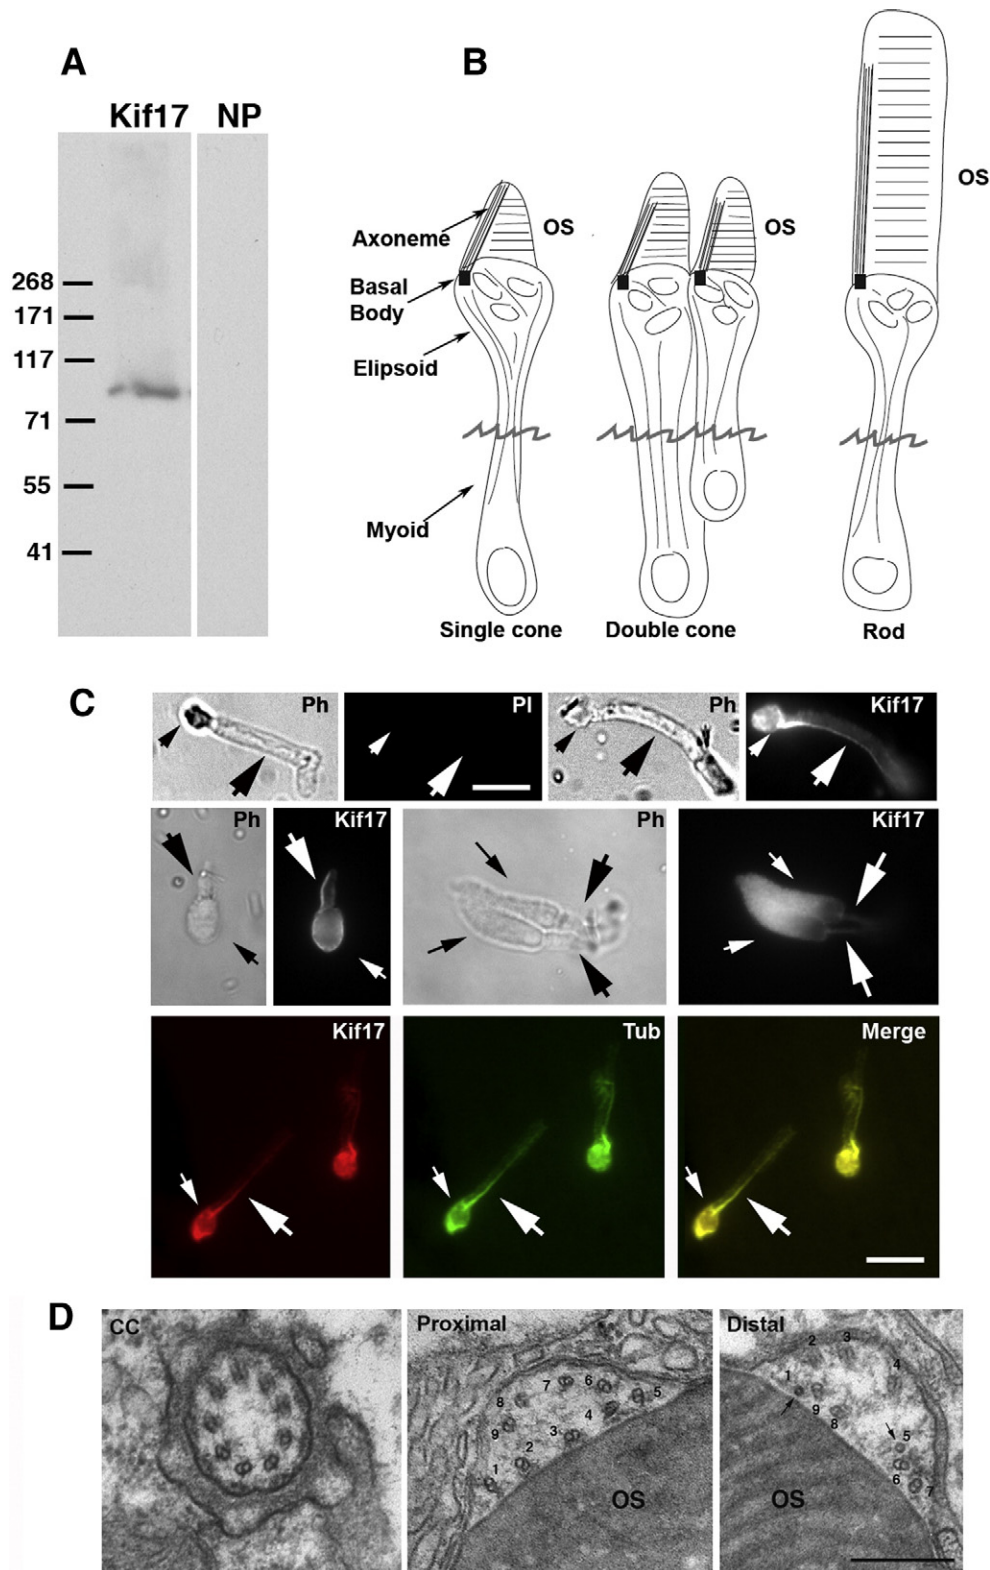 A
Kif17 NP
268
171
117
71
55
41
B
Axoneme
Basal
Body
Elipsoid
Myoid
OS
OS
OS
Single cone
Double cone
Rod
C
Ph
Pl
Ph
Kif17
Ph
Kif17
Ph
Kif17
Kif17
Tub
Merge
D
CC
Proximal
1
2
3
4
5
6
7
8
9
OS
Distal
1
2
3
4
5
6
7
8
9
OS